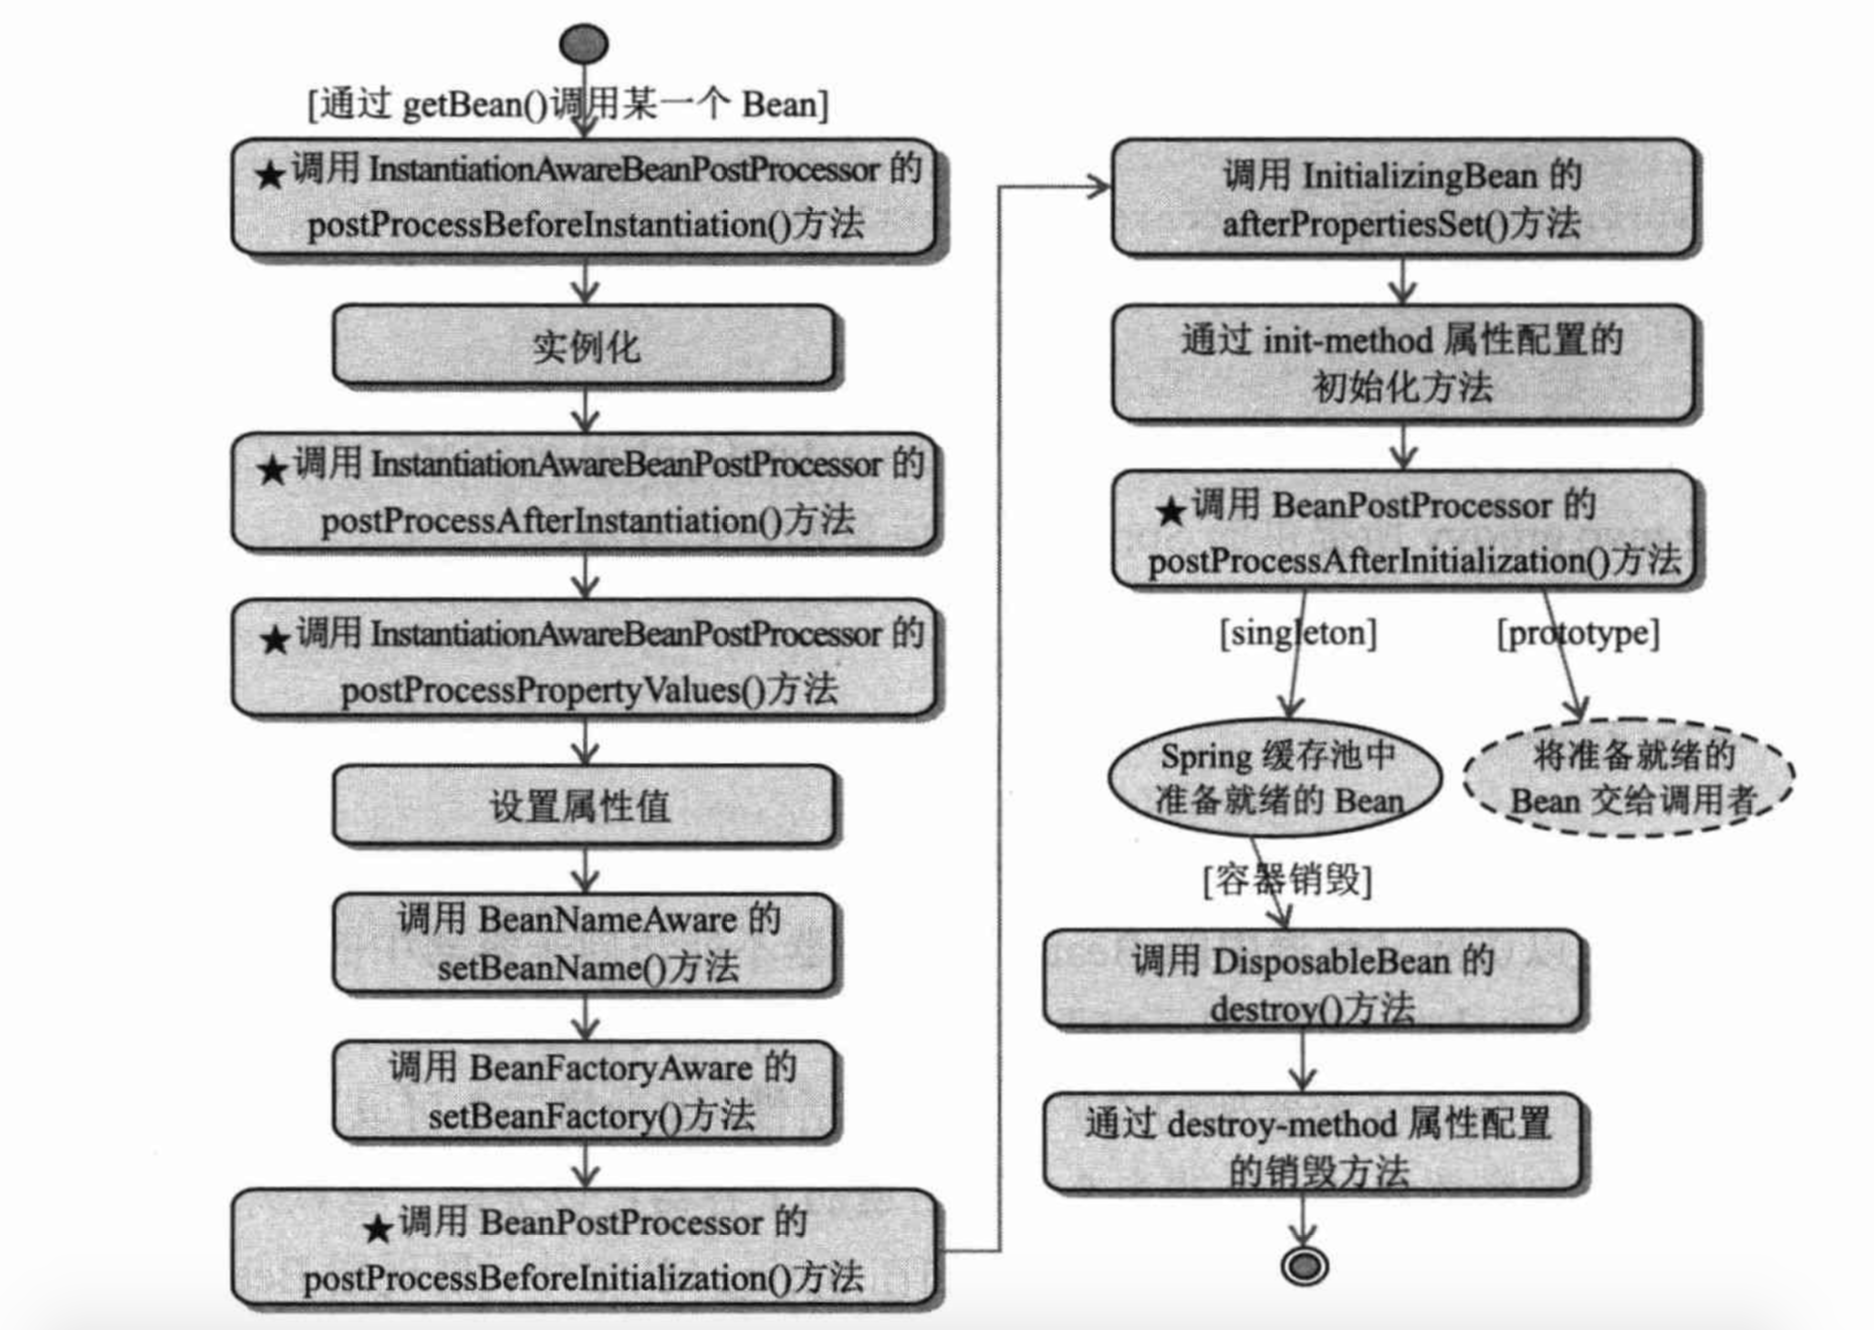 [通过 getBean()调用某一个 Bean]
★调用 InstantiationAwareBeanPostProcessor 的
postProcessBeforeInstantiation()方法
实例化
★调用 InstantiationAwareBeanPostProcessor 的
postProcessAfterInstantiation()方法
★调用 InstantiationAwareBeanPostProcessor 的
postProcessPropertyValues()方法
设置属性值
调用 BeanNameAware 的
setBeanName()方法
调用 BeanFactoryAware 的
setBeanFactory()方法
★调用 BeanPostProcessor 的
postProcessBeforeInitialization()方法
调用 InitializingBean 的
afterPropertiesSet()方法
通过 init-method 属性配置的
初始化方法
★调用 BeanPostProcessor 的
postProcessAfterInitialization()方法
[singleton]
[prototype]
Spring 缓存池中
准备就绪的 Bean
将准备就绪的
Bean 交给调用者
[容器销毁]
调用 DisposableBean 的
destroy()方法
通过 destroy-method 属性配置
的销毁方法